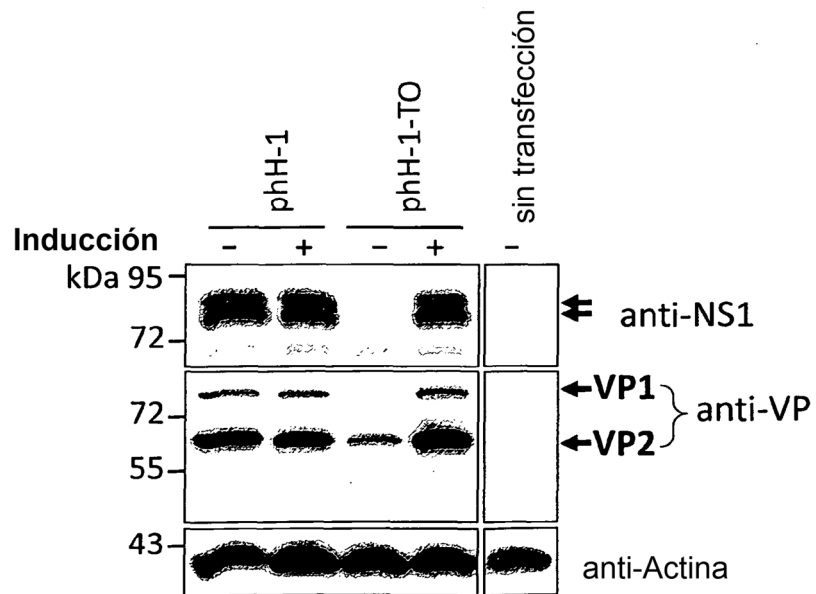 phH-1
phH-1-TO
sin transfección
Inducción – + – + –
kDa 95
72
anti-NS1
VP1
72
anti-VP
VP2
55
43
anti-Actina